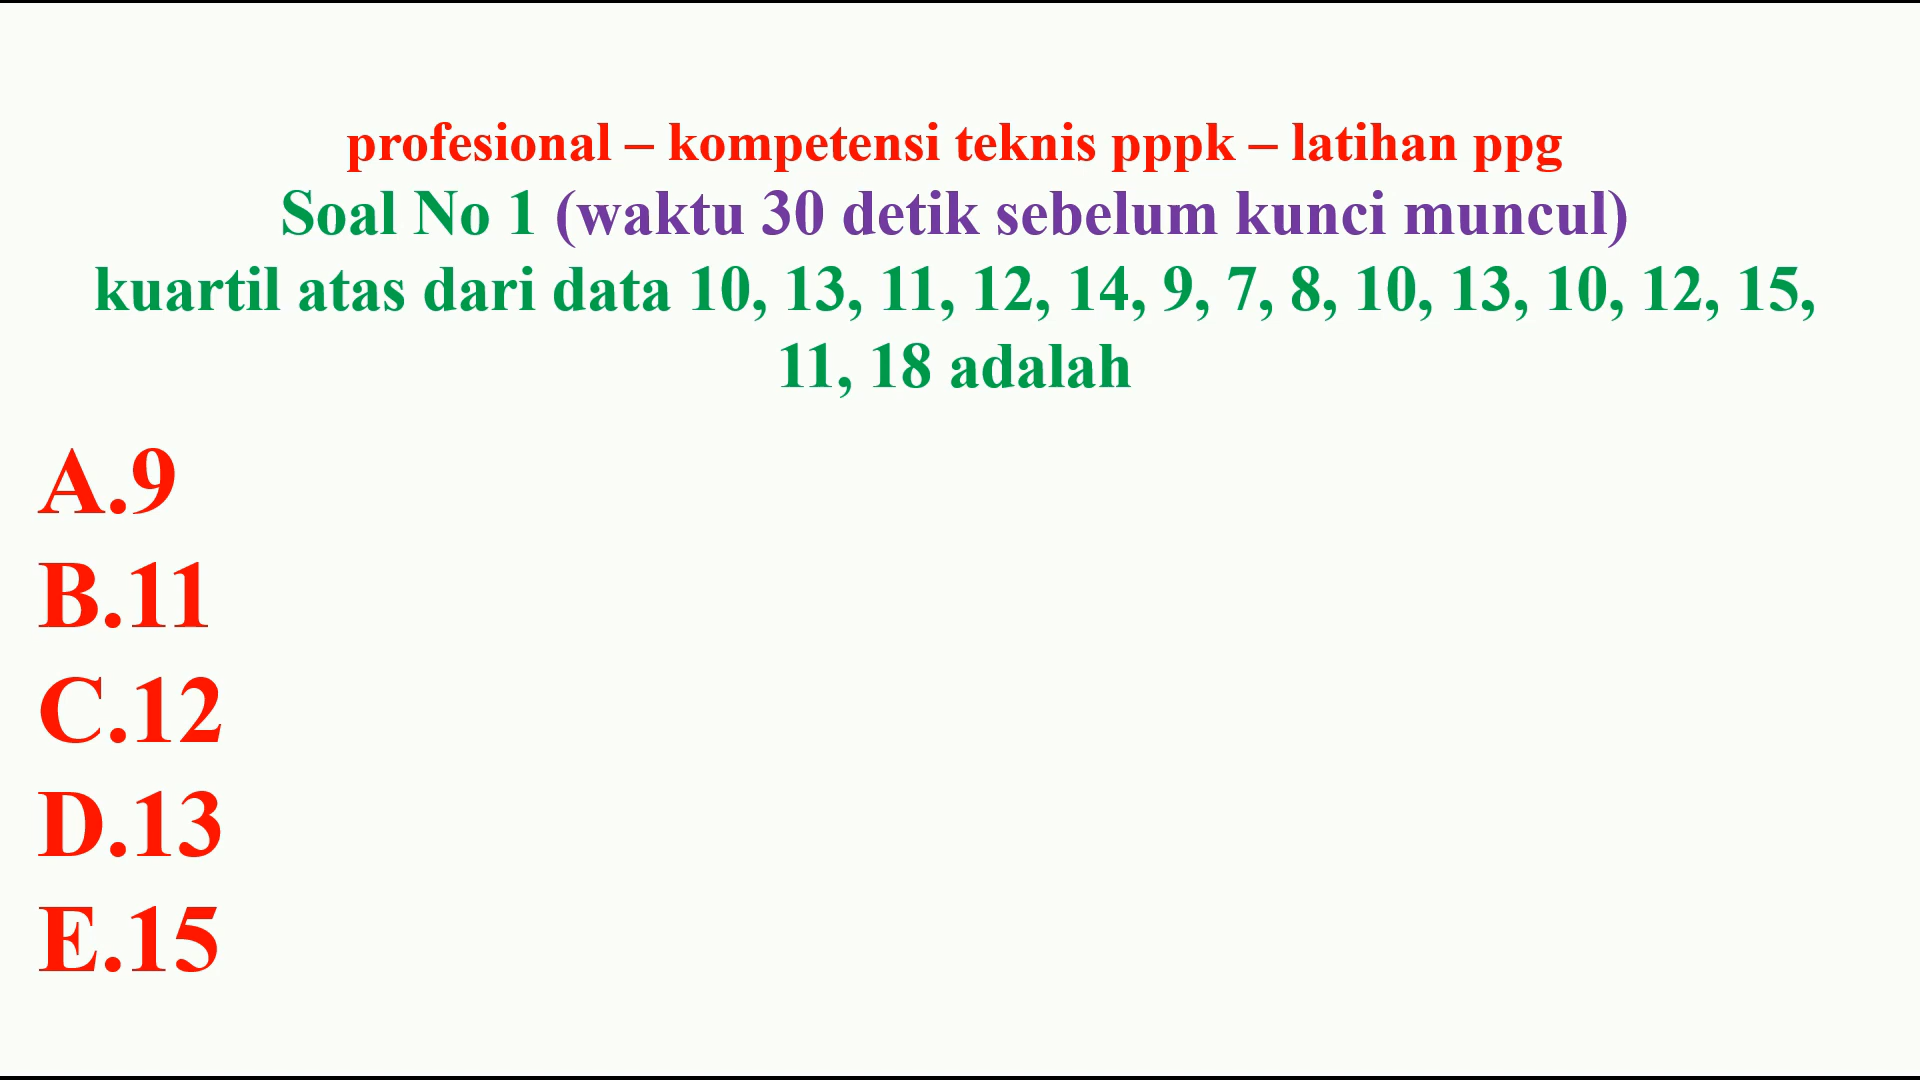 profesional – kompetensi teknis pppk – latihan ppg
Soal No 1 (waktu 30 detik sebelum kunci muncul)
kuartil atas dari data 10, 13, 11, 12, 14, 9, 7, 8, 10, 13, 10, 12, 15,
11, 18 adalah
A.9
B.11
C.12
D.13
E.15